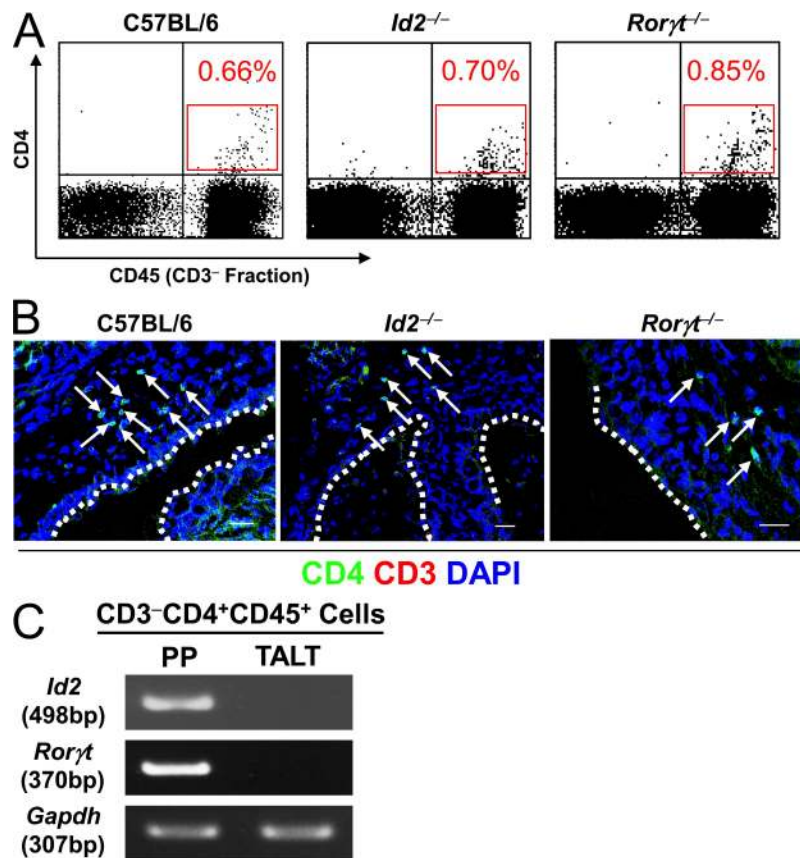 A
C57BL/6 Id2–/– Rorγt–/–
0.66% 0.70% 0.85%
CD4
CD45 (CD3– Fraction)
B
C57BL/6 Id2–/– Rorγt–/–
CD4 CD3 DAPI
C
CD3–CD4+CD45+ Cells
PP TALT
Id2
(498bp)
Rorγt
(370bp)
Gapdh
(307bp)